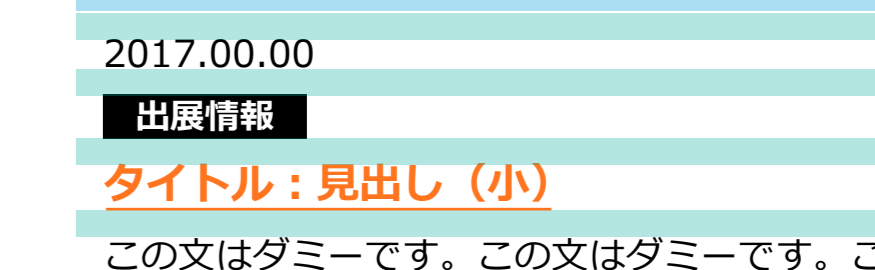 2017.00.00
出展情報
タイトル：見出し（小）
この文はダミーです。この文はダミーです。こ